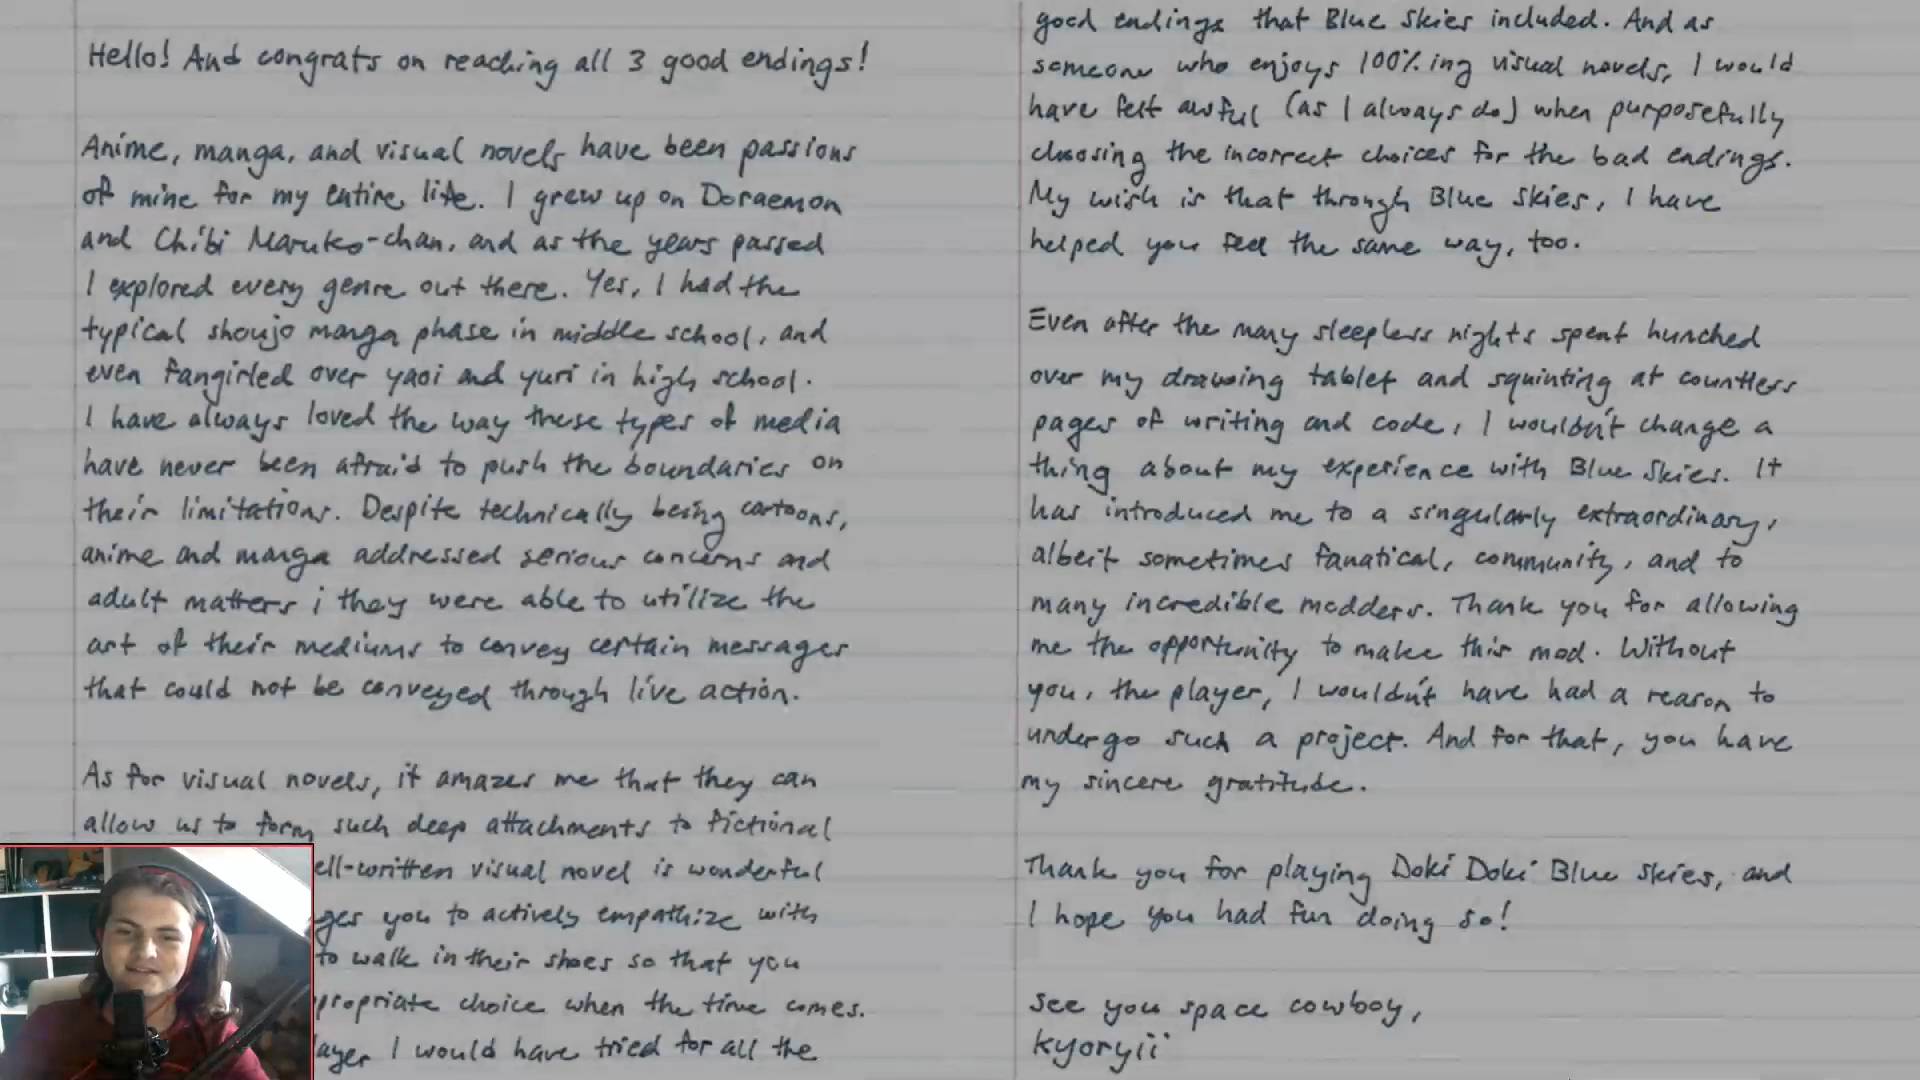 Hello! And congrats on reaching all 3 good endings!
Anime, manga, and visual novels have been passions
of mine for my entire life. I grew up on Doraemon
and Chibi Maruko-chan, and as the years passed
I explored every genre out there. Yes, I had the
typical shoujo manga phase in middle school, and
even fangirled over yaoi and yuri in high school.
I have always loved the way these types of media
have never been afraid to push the boundaries on
their limitations. Despite technically being cartoons,
anime and manga addressed serious concerns and
adult matters; they were able to utilize the
art of their mediums to convey certain messages
that could not be conveyed through live action.
As for visual novels, it amazes me that they can
allow us to form such deep attachments to fictional
ell-written visual novel is wonderful
ges you to actively empathize with
to walk in their shoes so that you
propriate choice when the time comes.
layer I would have tried for all the
good endings that Blue Skies included. And as
someone who enjoys 100%ing visual novels, I would
have felt awful (as I always do) when purposefully
choosing the incorrect choices for the bad endings.
My wish is that through Blue Skies, I have
helped you feel the same way, too.
Even after the many sleepless nights spent hunched
over my drawing tablet and squinting at countless
pages of writing and code, I wouldn't change a
thing about my experience with Blue Skies. It
has introduced me to a singularly extraordinary,
albeit sometimes fanatical, community, and to
many incredible modders. Thank you for allowing
me the opportunity to make this mod. Without
you, the player, I wouldn't have had a reason to
undergo such a project. And for that, you have
my sincere gratitude.
Thank you for playing Doki Doki Blue Skies, and
I hope you had fun doing so!
See you space cowboy,
kyoryii